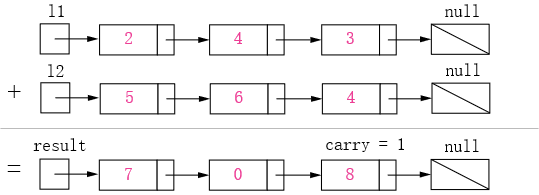 l1 null
2 4 3
l2 null
+ 5 6 4
result carry = 1 null
= 7 0 8